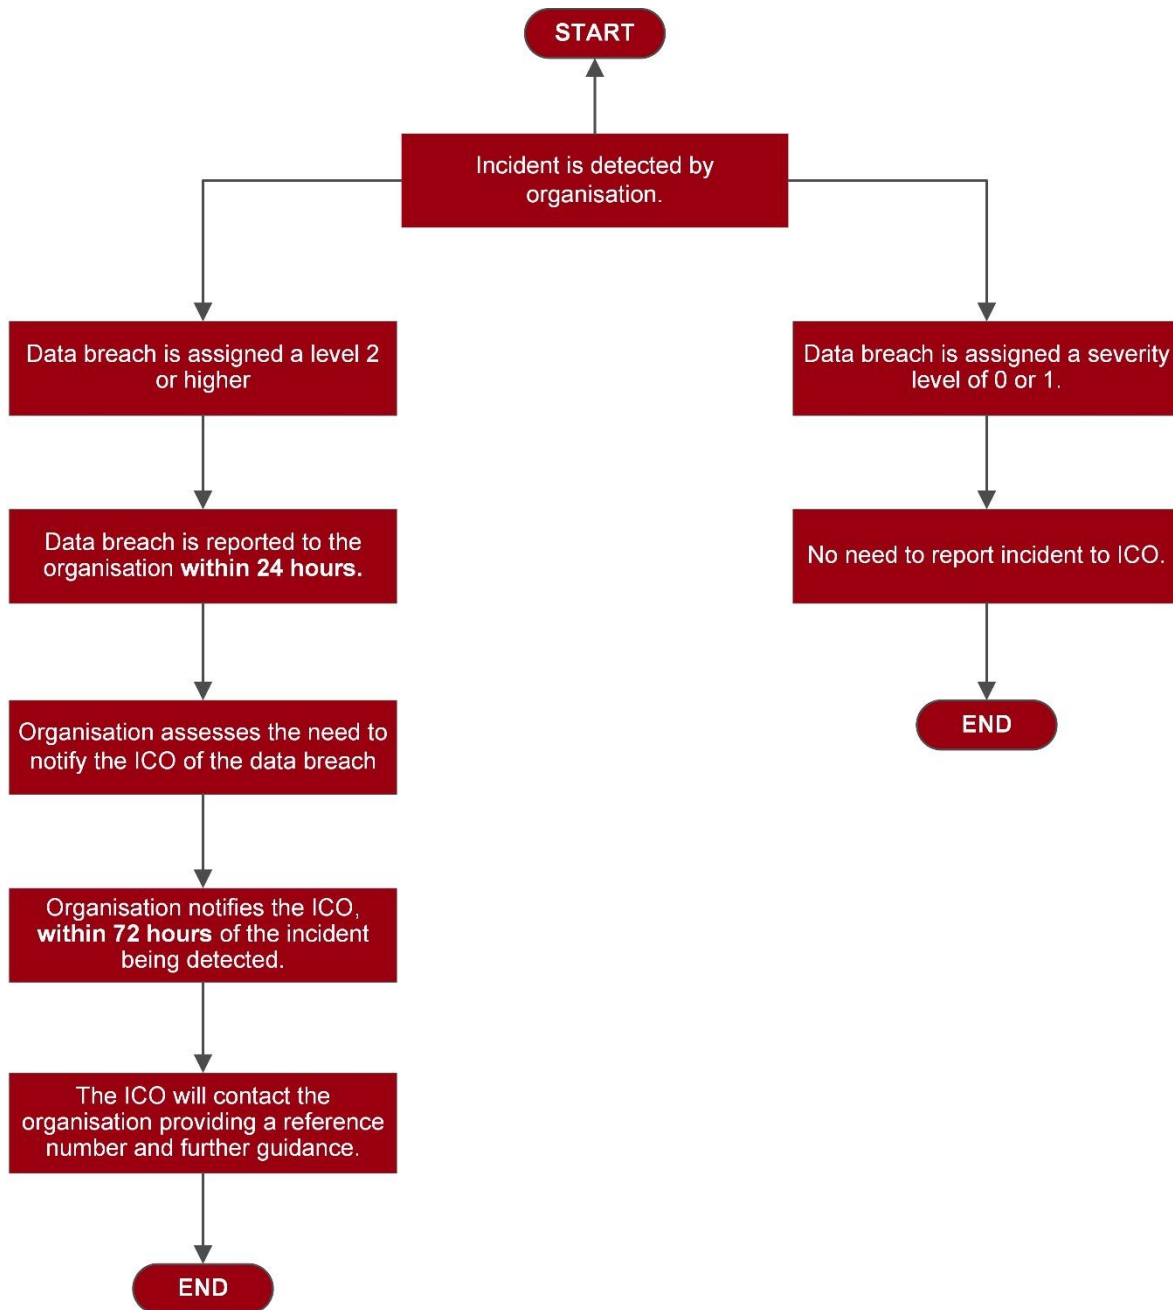 START
Incident is detected by
organisation.
Data breach is assigned a level 2
or higher
Data breach is reported to the
organisation within 24 hours.
Organisation assesses the need to
notify the ICO of the data breach
Organisation notifies the ICO,
within 72 hours of the incident
being detected.
The ICO will contact the
organisation providing a reference
number and further guidance.
END
Data breach is assigned a severity
level of 0 or 1.
No need to report incident to ICO.
END